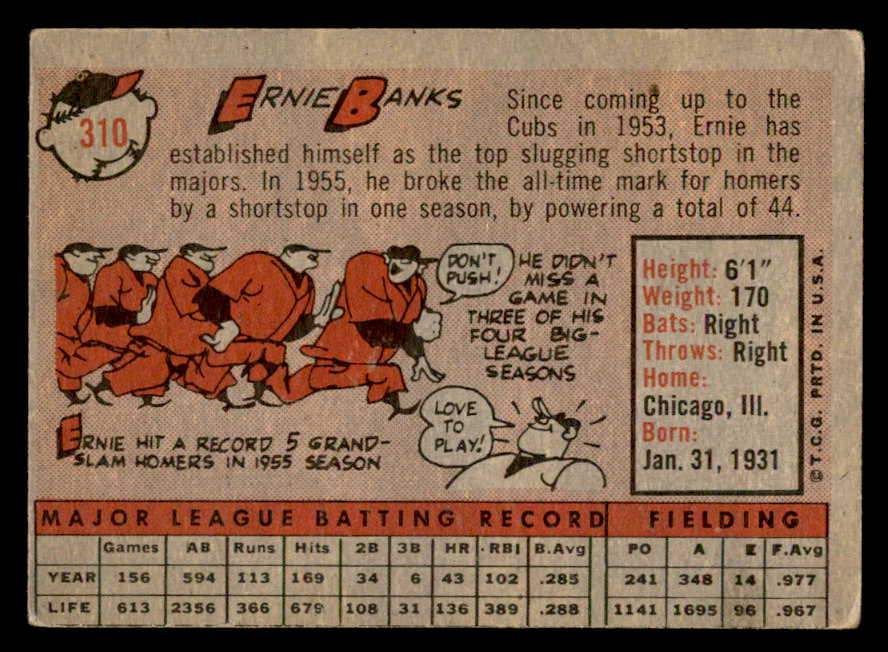 310
ERNIE BANKS
Since coming up to the
Cubs in 1953, Ernie has
established himself as the top slugging shortstop in the
majors. In 1955, he broke the all-time mark for homers
by a shortstop in one season, by powering a total of 44.
DON'T
PUSH!
HE DIDN'T
MISS A
GAME IN
THREE OF HIS
FOUR BIG-
LEAGUE
SEASONS
LOVE
TO
PLAY!
ERNIE HIT A RECORD 5 GRAND-
SLAM HOMERS IN 1955 SEASON
Height: 6'1"
Weight: 170
Bats: Right
Throws: Right
Home:
Chicago, Ill.
Born:
Jan. 31, 1931
© T.C.G. PRTD. IN U.S.A.
MAJOR LEAGUE BATTING RECORD FIELDING
Games AB Runs Hits 2B 3B HR RBI B.Avg PO A E F.Avg
YEAR 156 594 113 169 34 6 43 102 .285 241 348 14 .977
LIFE 613 2356 366 679 108 31 136 389 .288 1141 1695 96 .967